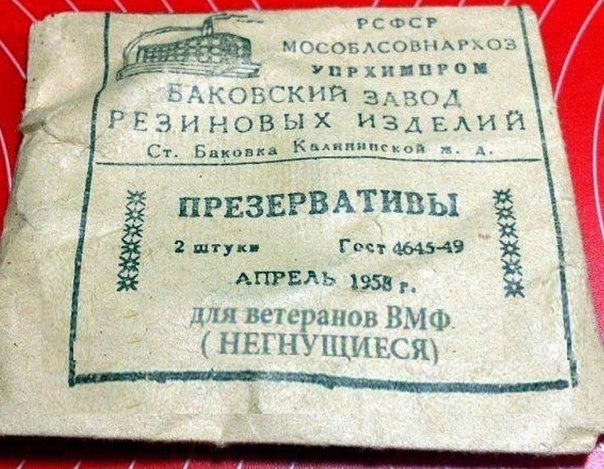 РСФСР
МОСОБЛСОВНАРХОЗ
УПРХИМПРОМ
БАКОВСКИЙ ЗАВОД
РЕЗИНОВЫХ ИЗДЕЛИЙ
Ст. Баковка Калининской ж. д.
ПРЕЗЕРВАТИВЫ
2 штуки Гост 4645-49
АПРЕЛЬ 1958 г.
для ветеранов ВМФ
( НЕГНУЩИЕСЯ)